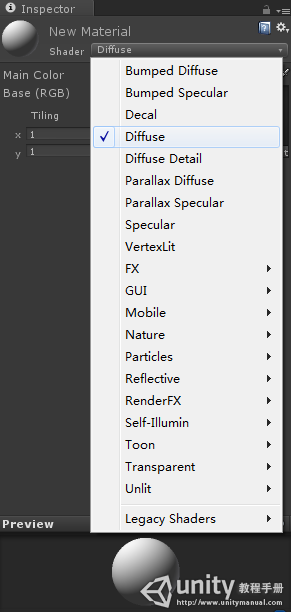 Inspector
New Material
Shader Diffuse
Main Color
Base (RGB)
Tiling
x 1
y 1
Bumped Diffuse
Bumped Specular
Decal
Diffuse
Diffuse Detail
Parallax Diffuse
Parallax Specular
Specular
VertexLit
FX
GUI
Mobile
Nature
Particles
Reflective
RenderFX
Self-Illumin
Toon
Transparent
Unlit
Legacy Shaders
Preview
unity 教程手册
http://www.unitymanual.com